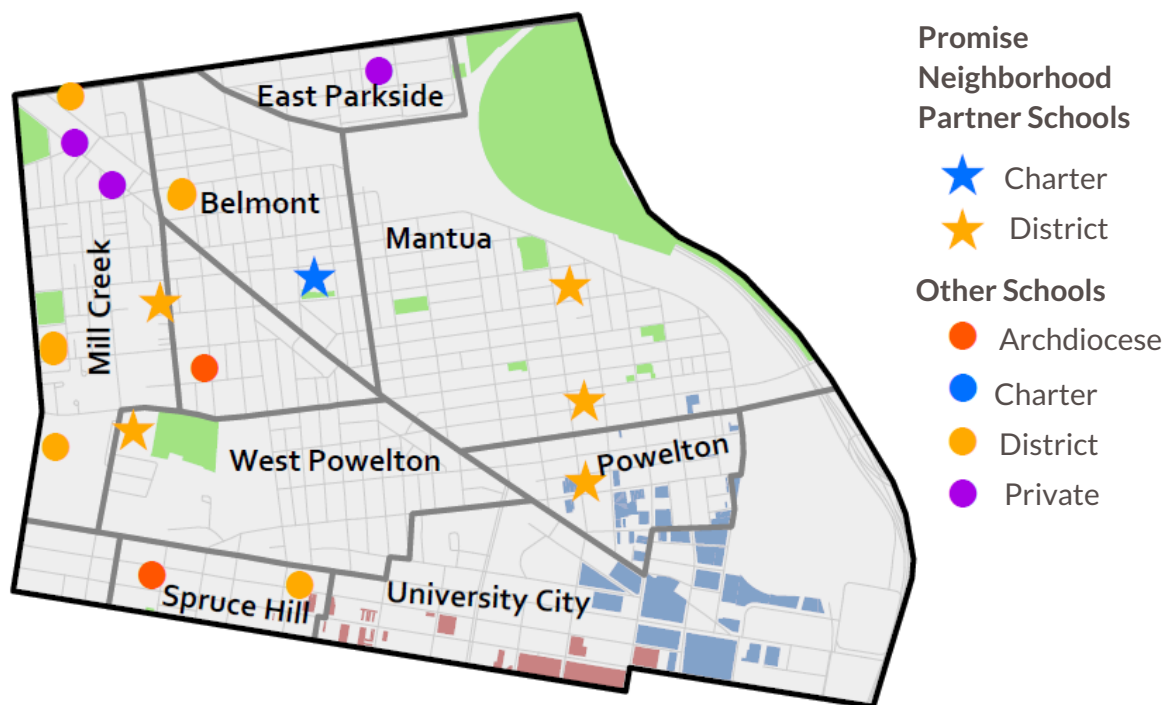 East Parkside
Belmont
Mantua
Mill Creek
West Powelton
Powelton
University City
Spruce Hill
Promise
Neighborhood
Partner Schools
Charter
District
Other Schools
Archdiocese
Charter
District
Private